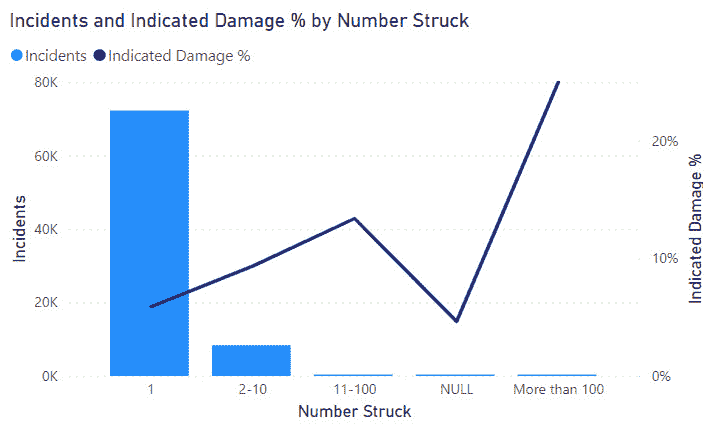 Incidents and Indicated Damage % by Number Struck
Incidents Indicated Damage %
80K
60K
40K
20K
0K
Incidents
20%
10%
0%
Indicated Damage %
1 2-10 11-100 NULL More than 100
Number Struck